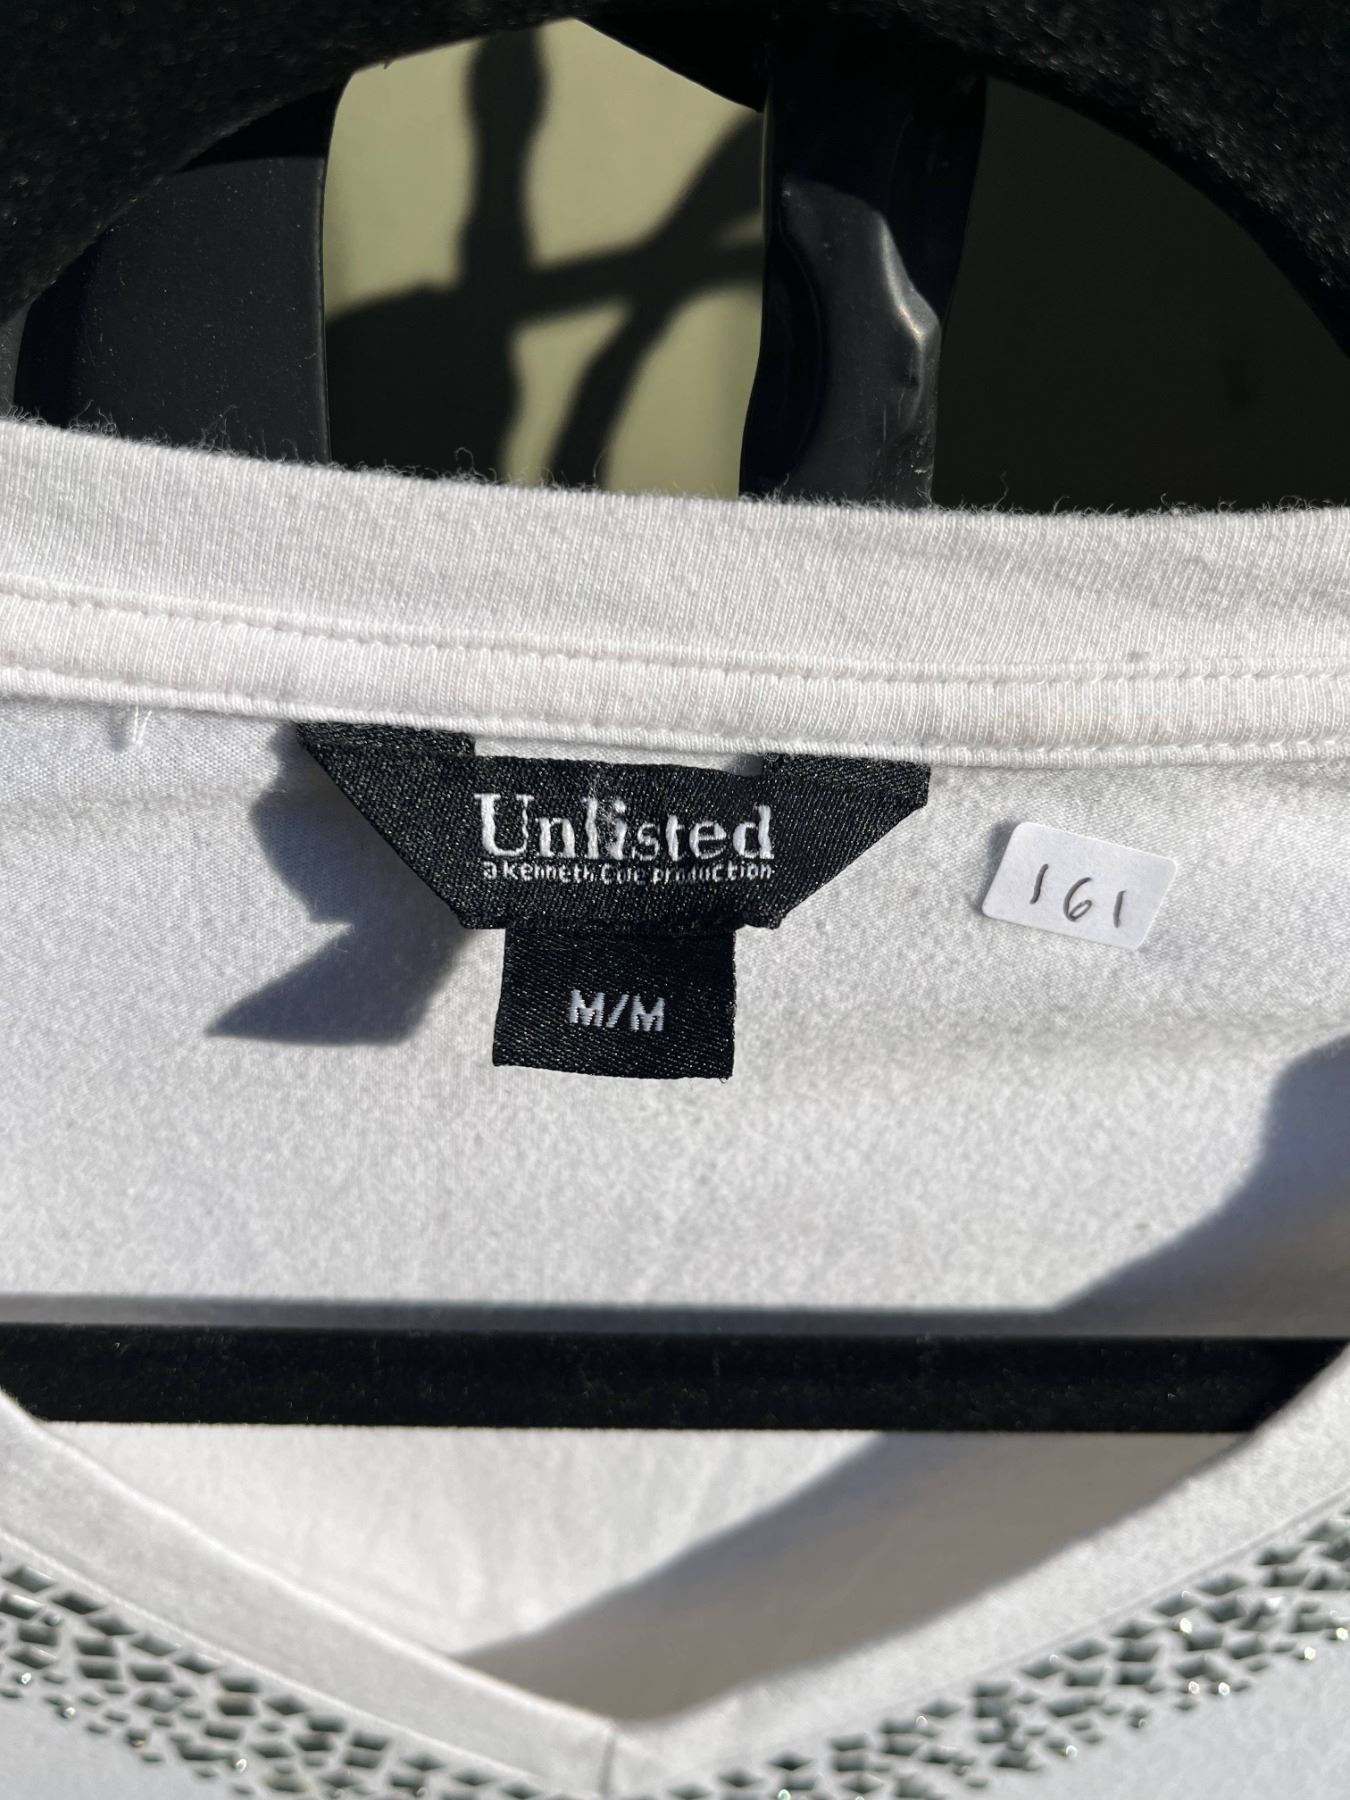 Unlisted
a kenneth cole production
161
M/M